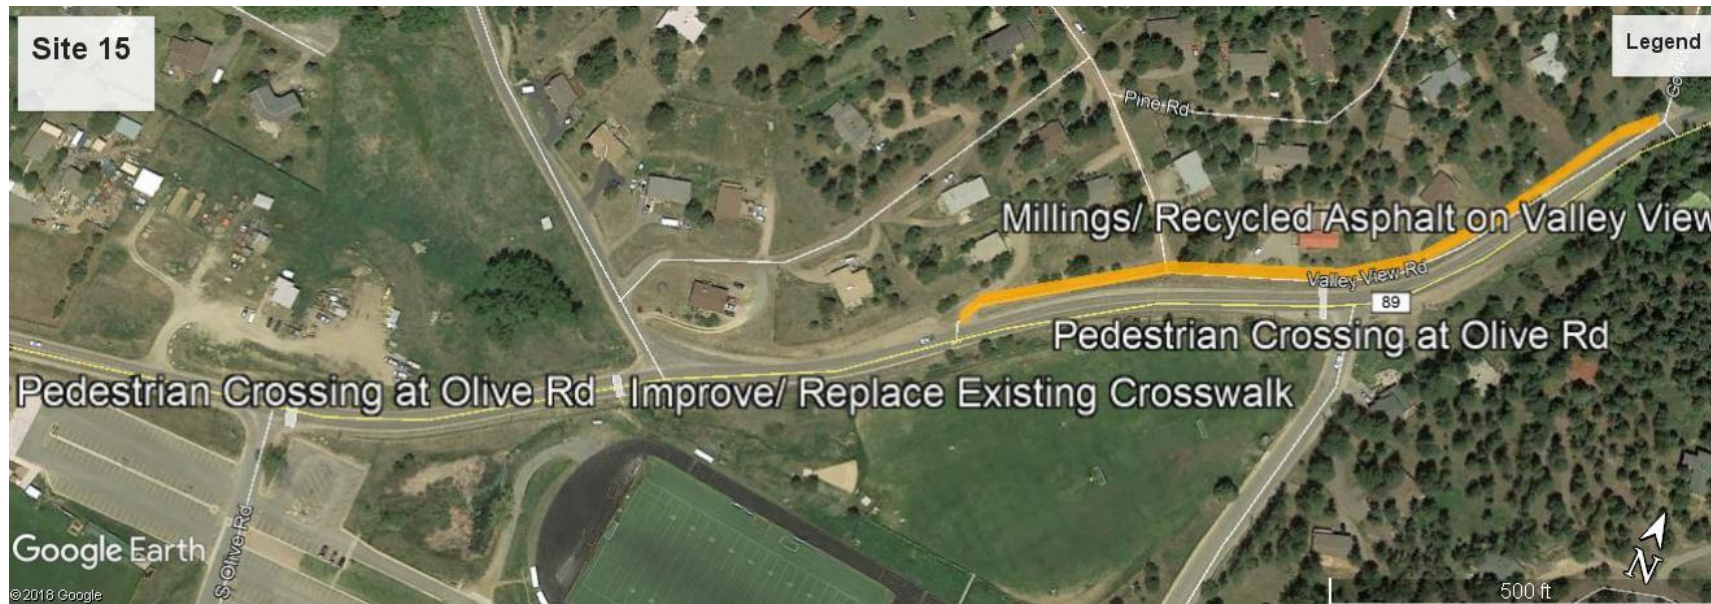 Site 15
Legend
Pine Rd
Millings/ Recycled Asphalt on Valley View
Valley View Rd
89
Pedestrian Crossing at Olive Rd
Pedestrian Crossing at Olive Rd
Improve/ Replace Existing Crosswalk
S Olive Rd
Google Earth
©2018 Google
N
500 ft